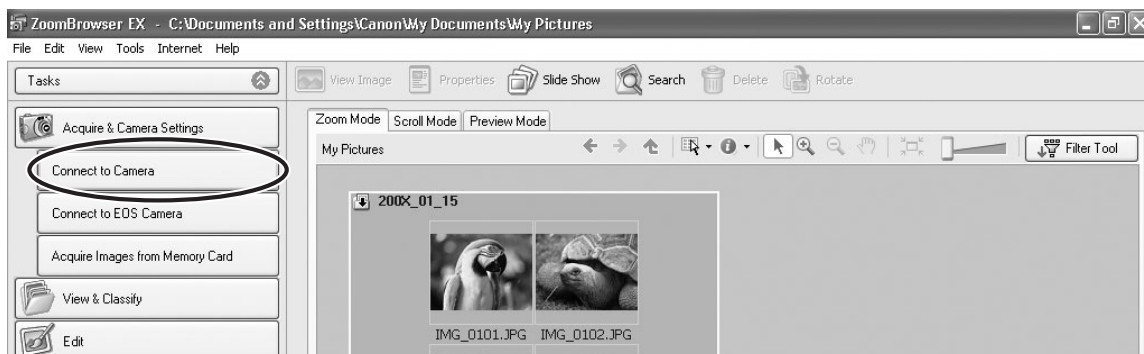 ZoomBrowser EX - C:\Documents and Settings\Canon\My Documents\My Pictures
File Edit View Tools Internet Help
Tasks
View Image Properties Slide Show Search Delete Rotate
Acquire & Camera Settings
Zoom Mode Scroll Mode Preview Mode
My Pictures
Filter Tool
Connect to Camera
200X_01_15
Connect to EOS Camera
Acquire Images from Memory Card
View & Classify
IMG_0101.JPG IMG_0102.JPG
Edit